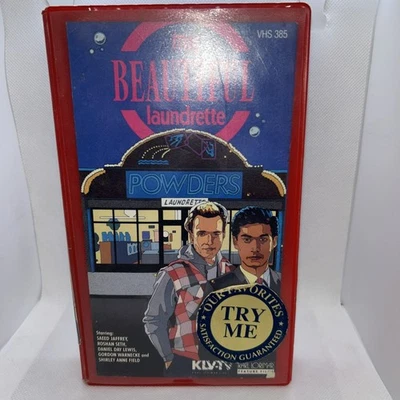 VHS 385
MY
BEAUTIFUL
laundrette
POWDERS
LAUNDRETTE
OUR FAVORITES
TRY
ME
SATISFACTION GUARANTEED
Starring:
SAEED JAFFREY,
ROSHAN SETH,
DANIEL DAY LEWIS,
GORDON WARNECKE and
SHIRLEY ANNE FIELD
KLV-TV